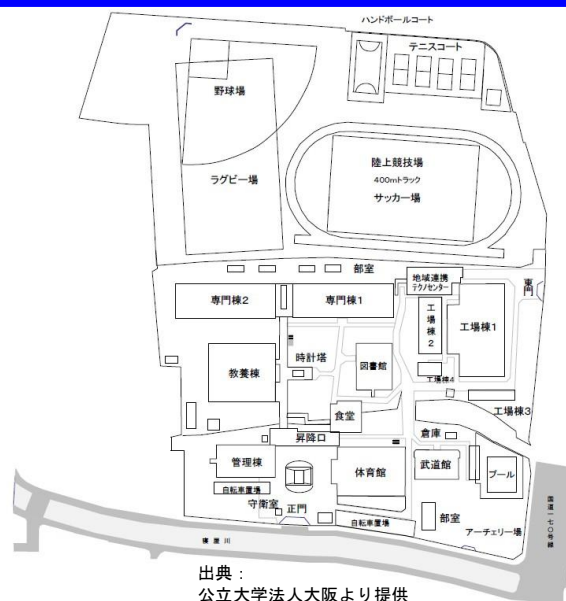 ハンドボールコート
テニスコート
野球場
ラグビー場
陸上競技場
400mトラック
サッカー場
部室
地域連携
テクノセンター
東門
専門棟2
専門棟1
工場棟2
工場棟1
時計塔
図書館
教養棟
工場棟4
工場棟3
食堂
昇降口
倉庫
管理棟
体育館
武道館
プール
自転車置場
守衛室
正門
自転車置場
部室
アーチェリー場
寝屋川
国道一七〇号線
出典：
公立大学法人大阪より提供